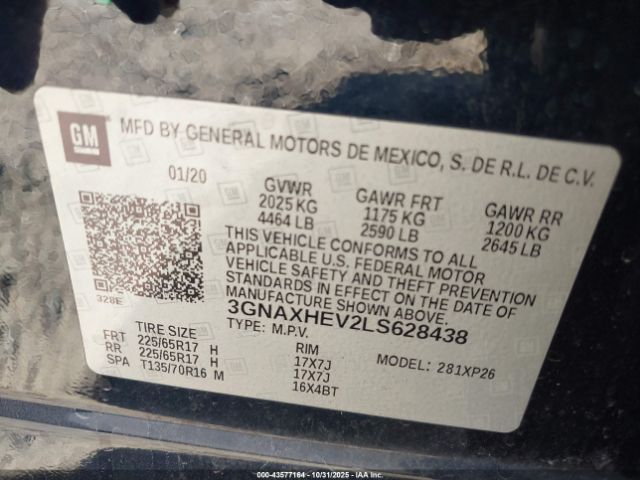 GM
MFD BY GENERAL MOTORS DE MEXICO, S. DE R.L. DE C.V.
01/20
GVWR GAWR FRT GAWR RR
2025 KG 1175 KG 1200 KG
4464 LB 2590 LB 2645 LB
THIS VEHICLE CONFORMS TO ALL
APPLICABLE U.S. FEDERAL MOTOR
VEHICLE SAFETY AND THEFT PREVENTION
STANDARDS IN EFFECT ON THE DATE OF
MANUFACTURE SHOWN ABOVE.
328E
3GNAXHEV2LS628438
TYPE: M.P.V.
TIRE SIZE RIM
FRT 225/65R17 H 17X7J
RR 225/65R17 H 17X7J
SPA T135/70R16 M 16X4BT
MODEL: 281XP26
000-43577164 - 10/31/2025 - IAA, Inc.